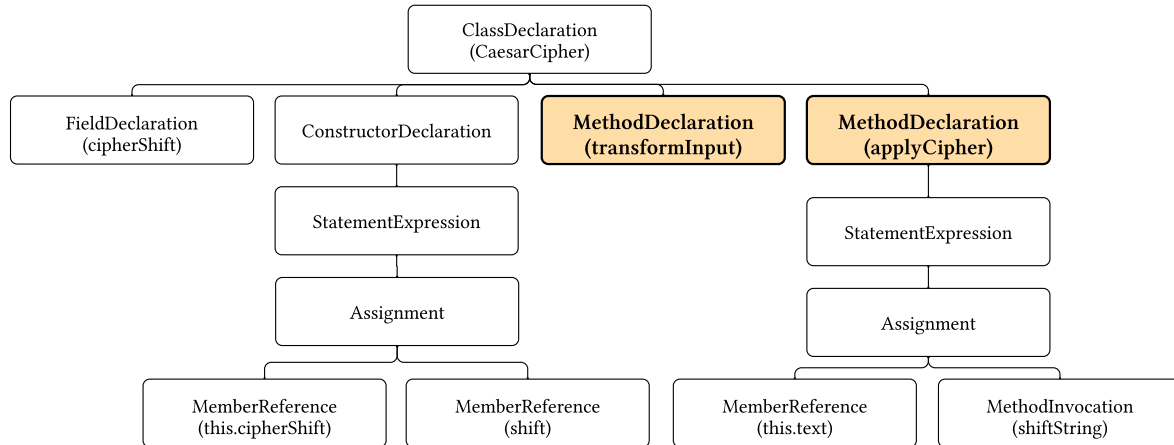 ClassDeclaration
(CaesarCipher)
FieldDeclaration
(cipherShift)
ConstructorDeclaration
MethodDeclaration
(transformInput)
MethodDeclaration
(applyCipher)
StatementExpression
StatementExpression
Assignment
Assignment
MemberReference
(this.cipherShift)
MemberReference
(shift)
MemberReference
(this.text)
MethodInvocation
(shiftString)